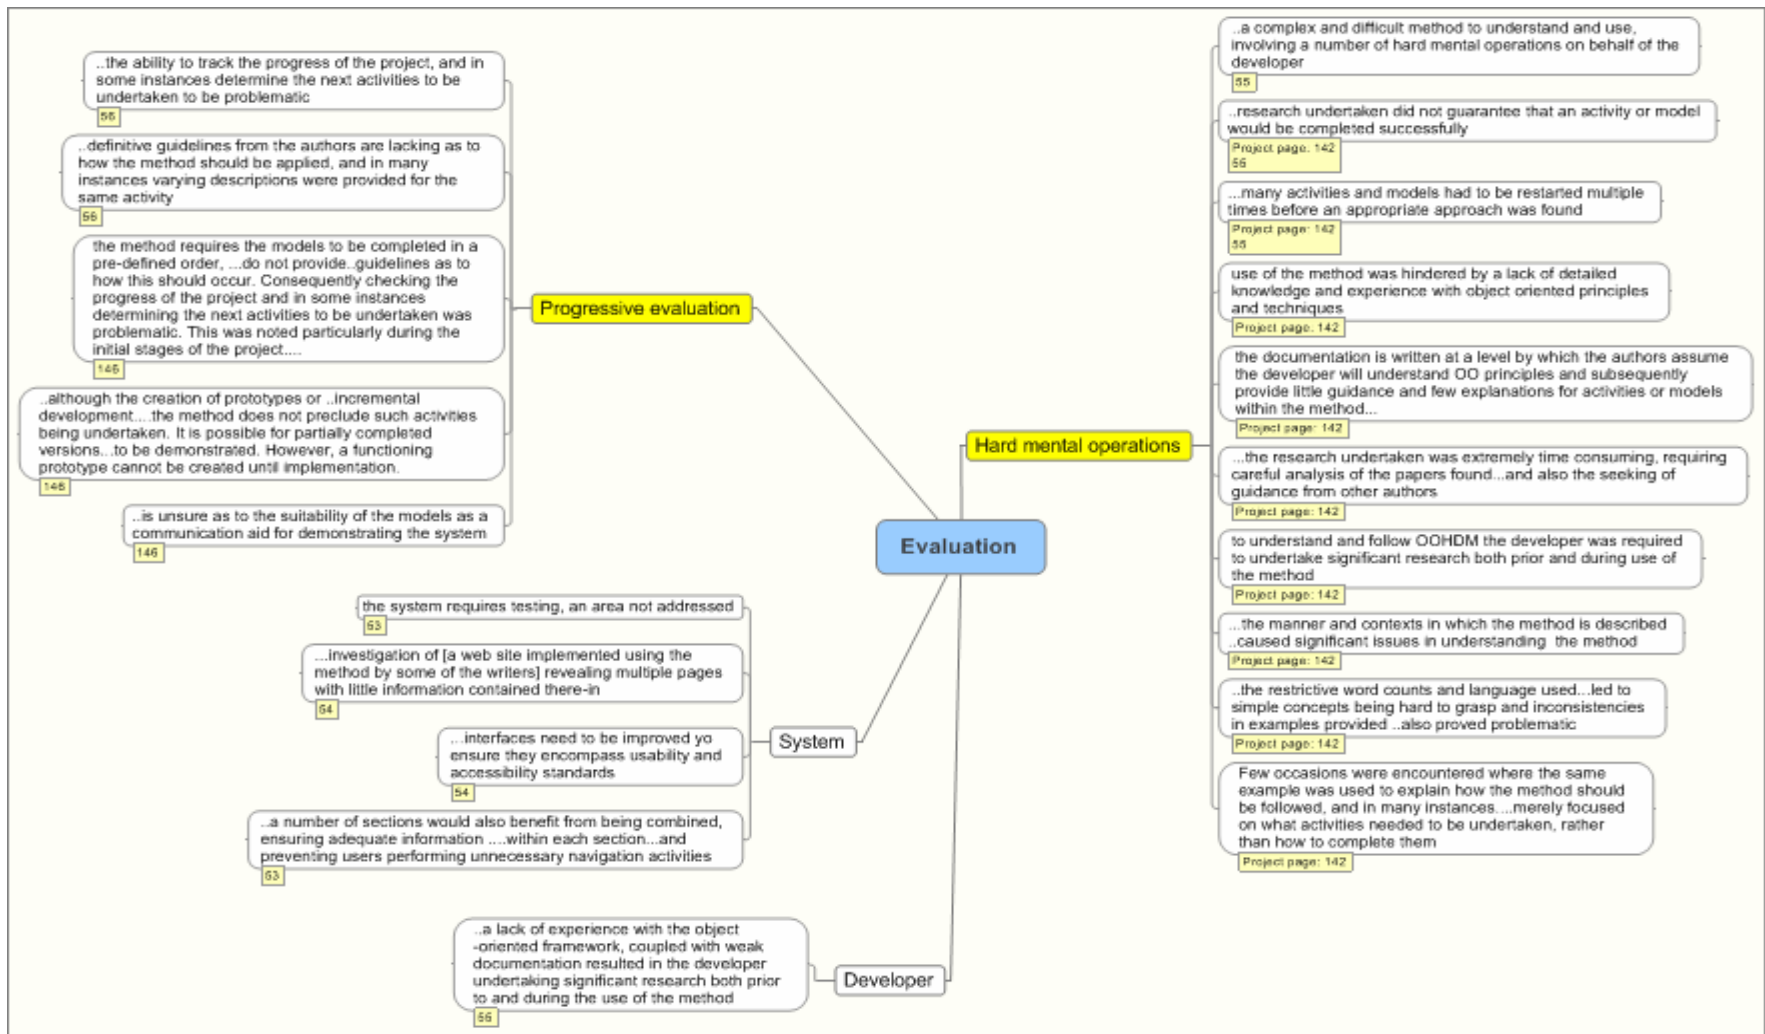 ..the ability to track the progress of the project, and in
some instances determine the next activities to be
undertaken to be problematic
56
..definitive guidelines from the authors are lacking as to
how the method should be applied, and in many
instances varying descriptions were provided for the
same activity
56
the method requires the models to be completed in a
pre-defined order, ...do not provide..guidelines as to
how this should occur. Consequently checking the
progress of the project and in some instances
determining the next activities to be undertaken was
problematic. This was noted particularly during the
initial stages of the project....
146
..although the creation of prototypes or ..incremental
development....the method does not preclude such activities
being undertaken. It is possible for partially completed
versions...to be demonstrated. However, a functioning
prototype cannot be created until implementation.
146
..is unsure as to the suitability of the models as a
communication aid for demonstrating the system
146
Progressive evaluation
the system requires testing, an area not addressed
53
...investigation of [a web site implemented using the
method by some of the writers] revealing multiple pages
with little information contained there-in
54
...interfaces need to be improved yo
ensure they encompass usability and
accessibility standards
54
..a number of sections would also benefit from being combined,
ensuring adequate information ....within each section...and
preventing users performing unnecessary navigation activities
53
System
..a lack of experience with the object
-oriented framework, coupled with weak
documentation resulted in the developer
undertaking significant research both prior
to and during the use of the method
55
Developer
Evaluation
Hard mental operations
..a complex and difficult method to understand and use,
involving a number of hard mental operations on behalf of the
developer
55
..research undertaken did not guarantee that an activity or model
would be completed successfully
Project page: 142
55
...many activities and models had to be restarted multiple
times before an appropriate approach was found
Project page: 142
55
use of the method was hindered by a lack of detailed
knowledge and experience with object oriented principles
and techniques
Project page: 142
the documentation is written at a level by which the authors assume
the developer will understand OO principles and subsequently
provide little guidance and few explanations for activities or models
within the method...
Project page: 142
...the research undertaken was extremely time consuming, requiring
careful analysis of the papers found...and also the seeking of
guidance from other authors
Project page: 142
to understand and follow OOHDM the developer was required
to undertake significant research both prior and during use of
the method
Project page: 142
...the manner and contexts in which the method is described
..caused significant issues in understanding the method
Project page: 142
..the restrictive word counts and language used...led to
simple concepts being hard to grasp and inconsistencies
in examples provided ..also proved problematic
Project page: 142
Few occasions were encountered where the same
example was used to explain how the method should
be followed, and in many instances....merely focused
on what activities needed to be undertaken, rather
than how to complete them
Project page: 142